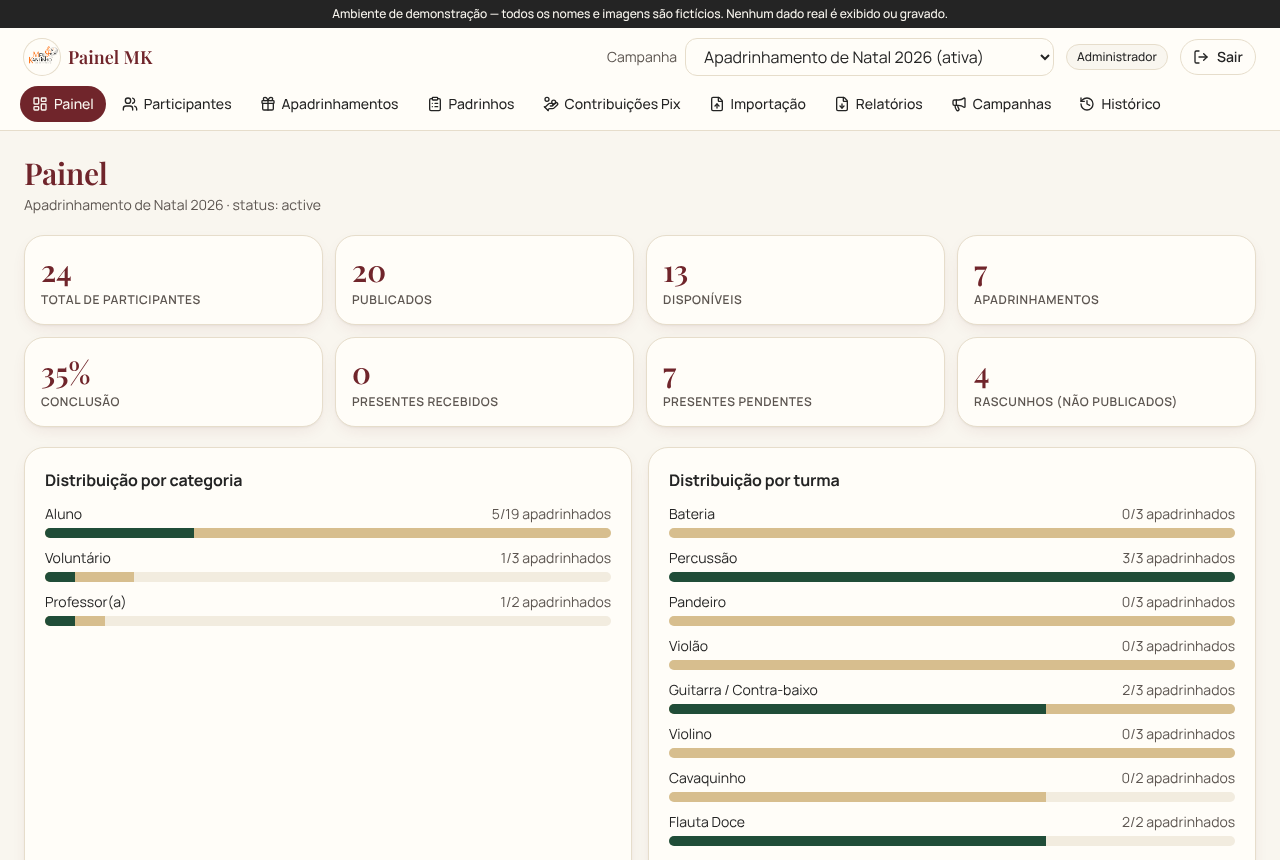 Ambiente de demonstração — todos os nomes e imagens são fictícios. Nenhum dado real é exibido ou gravado.
Painel MK
Campanha
Apadrinhamento de Natal 2026 (ativa)
Administrador
Sair
Painel
Participantes
Apadrinhamentos
Padrinhos
Contribuições Pix
Importação
Relatórios
Campanhas
Histórico
Painel
Apadrinhamento de Natal 2026 · status: active
24
TOTAL DE PARTICIPANTES
20
PUBLICADOS
13
DISPONÍVEIS
7
APADRINHAMENTOS
35%
CONCLUSÃO
0
PRESENTES RECEBIDOS
7
PRESENTES PENDENTES
4
RASCUNHOS (NÃO PUBLICADOS)
Distribuição por categoria
Aluno 5/19 apadrinhados
Voluntário 1/3 apadrinhados
Professor(a) 1/2 apadrinhados
Distribuição por turma
Bateria 0/3 apadrinhados
Percussão 3/3 apadrinhados
Pandeiro 0/3 apadrinhados
Violão 0/3 apadrinhados
Guitarra / Contra-baixo 2/3 apadrinhados
Violino 0/3 apadrinhados
Cavaquinho 0/2 apadrinhados
Flauta Doce 2/2 apadrinhados